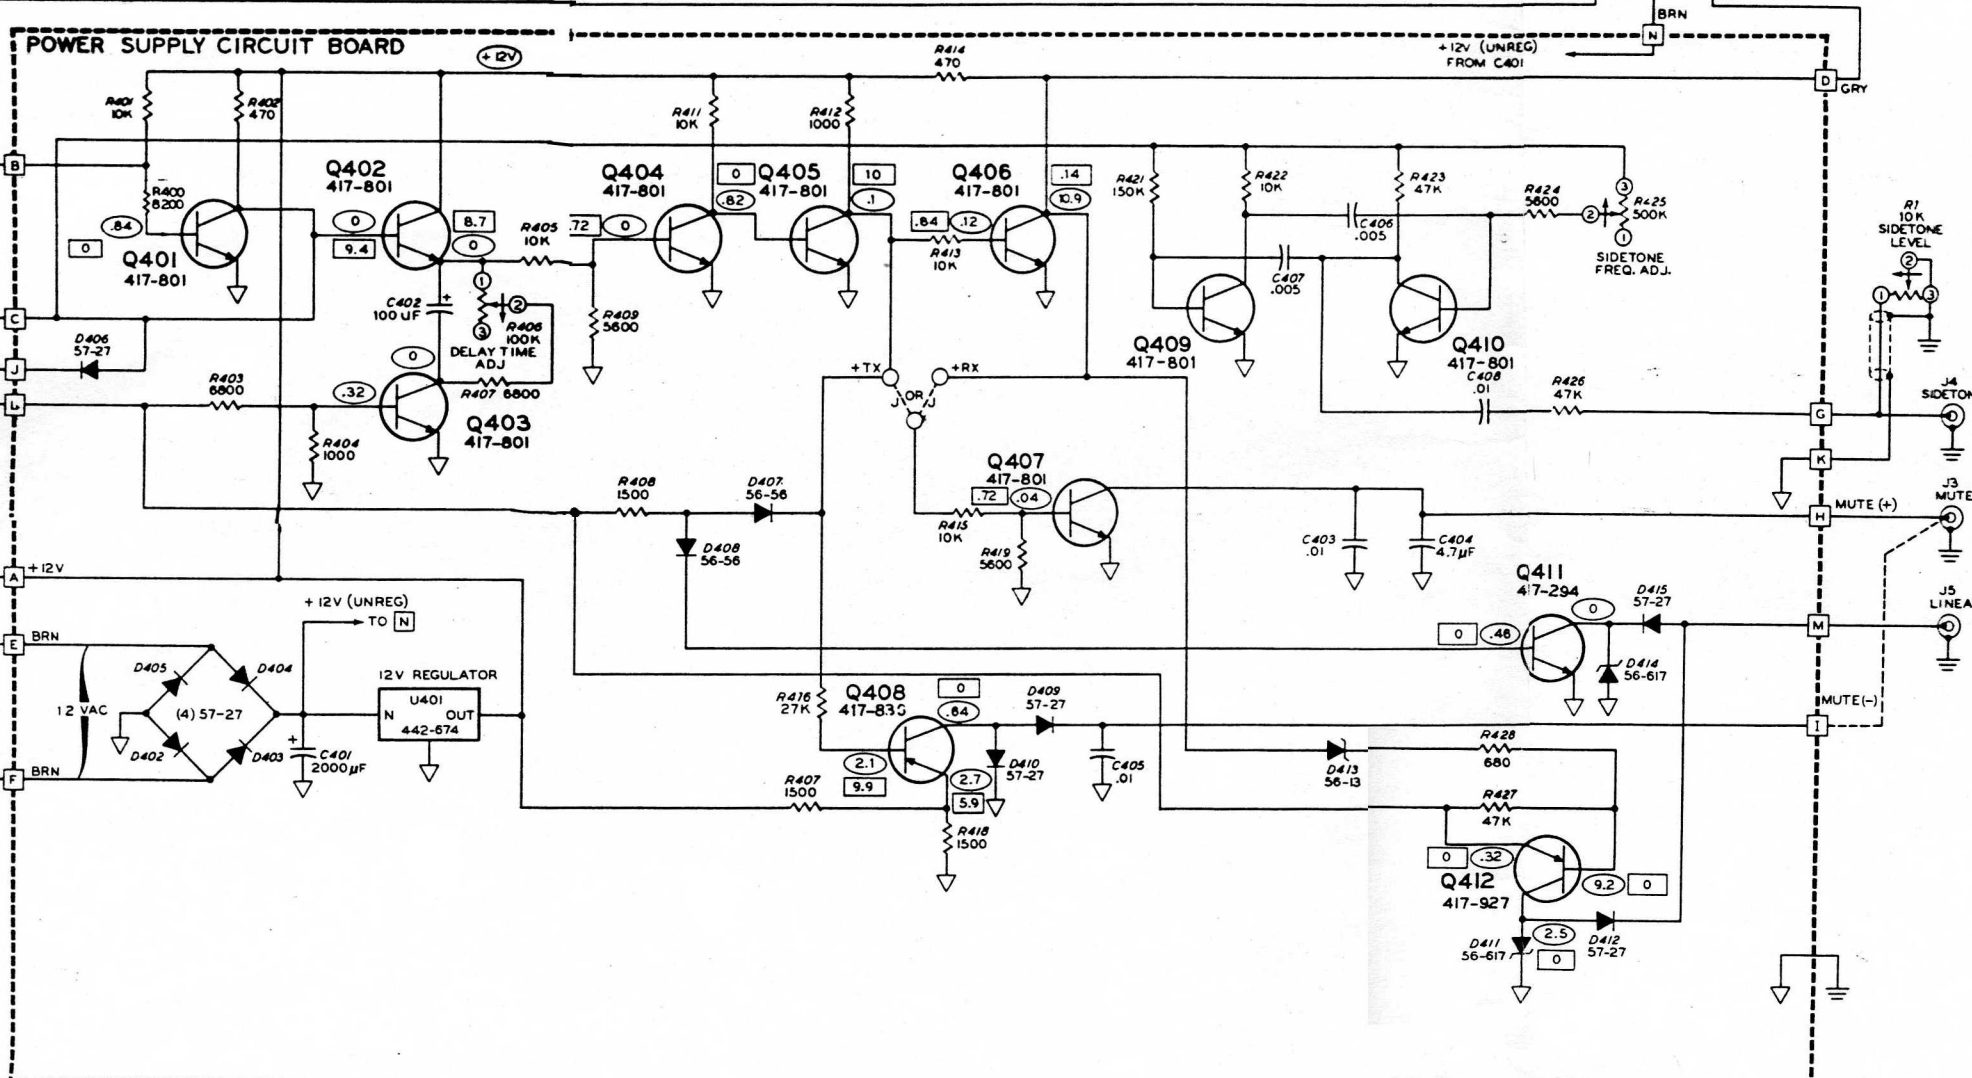 BRN
N
POWER SUPPLY CIRCUIT BOARD
+12V
+12V (UNREG)
FROM C401
R414
470
D
GRY
R401
10K
R402
470
R411
10K
R412
1000
B
Q402
417-801
Q404
417-801
0
.82
Q405
417-801
10
.1
Q406
417-801
.14
10.9
R421
150K
R422
10K
R423
47K
R424
5600
3
2
1
R425
500K
SIDETONE
FREQ. ADJ.
R400
8200
.84
0
Q401
417-801
0
9.4
8.7
0
R405
10K
.72
0
.84
.12
R413
10K
C406
.005
C407
.005
R1
10K
SIDETONE
LEVEL
2
1
3
C
C402
100 UF
+
1
2
3
R406
100K
DELAY TIME
ADJ
R409
5600
D406
57-27
J
0
Q409
417-801
Q410
417-801
+TX
+RX
J OR J
R403
6800
.32
R407 6800
C408
.01
R426
47K
J4
G
Q403
417-801
R404
1000
K
Q407
417-801
.72
.04
R415
10K
R419
5600
R408
1500
D407
56-56
D408
56-56
C403
.01
C404
4.7µF
H
MUTE (+)
J3
MUTE
A
+12V
Q411
417-294
0
D415
57-27
J5
+12V (UNREG)
TO N
0
.46
D414
56-617
M
E
BRN
D405
D404
12V REGULATOR
U401
OUT
442-674
12 VAC
(4) 57-27
D402
D403
+
C401
2000µF
F
BRN
R416
27K
Q408
0
.64
D409
57-27
MUTE(-)
I
2.1
9.9
2.7
5.9
D410
57-27
C405
.01
D413
56-13
R428
680
R407
1500
R418
1500
R427
47K
0
.32
Q412
417-927
9.2
0
D411
56-617
2.5
0
D412
57-27